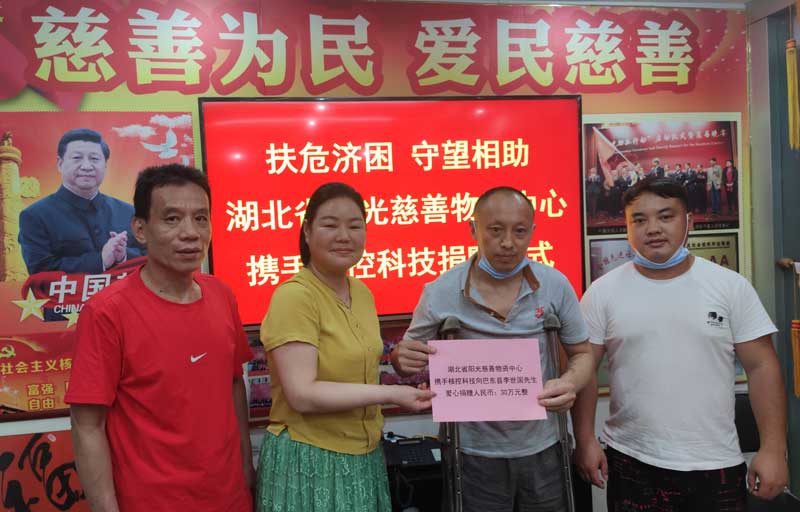 慈善为民 爱民慈善
扶危济困 守望相助
湖北省 光慈善物 中心
携手 控科技捐 式
中国
CHINA
社会主义核
富强
自由
AA
湖北省阳光慈善物资中心
携手核控科技向巴东县李世国先生
爱心捐赠人民币：30万元整